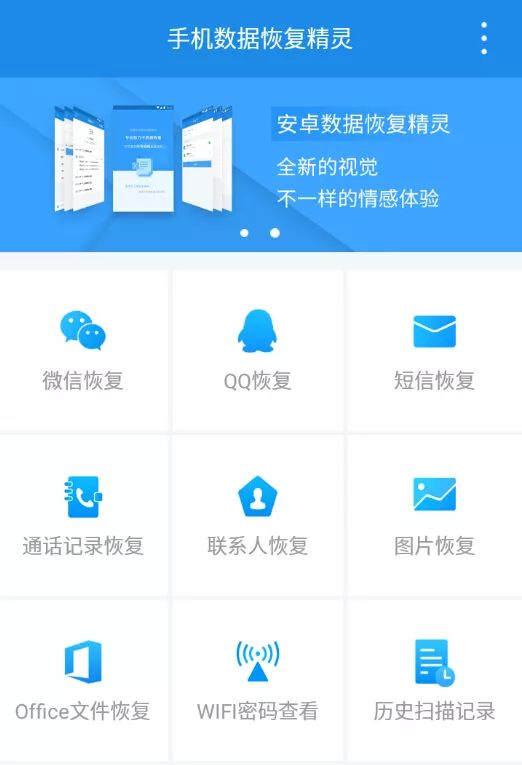 手机数据恢复精灵
安卓数据恢复精灵
全新的视觉
不一样的情感体验
微信恢复
QQ恢复
短信恢复
通话记录恢复
联系人恢复
图片恢复
Office文件恢复
WIFI密码查看
历史扫描记录